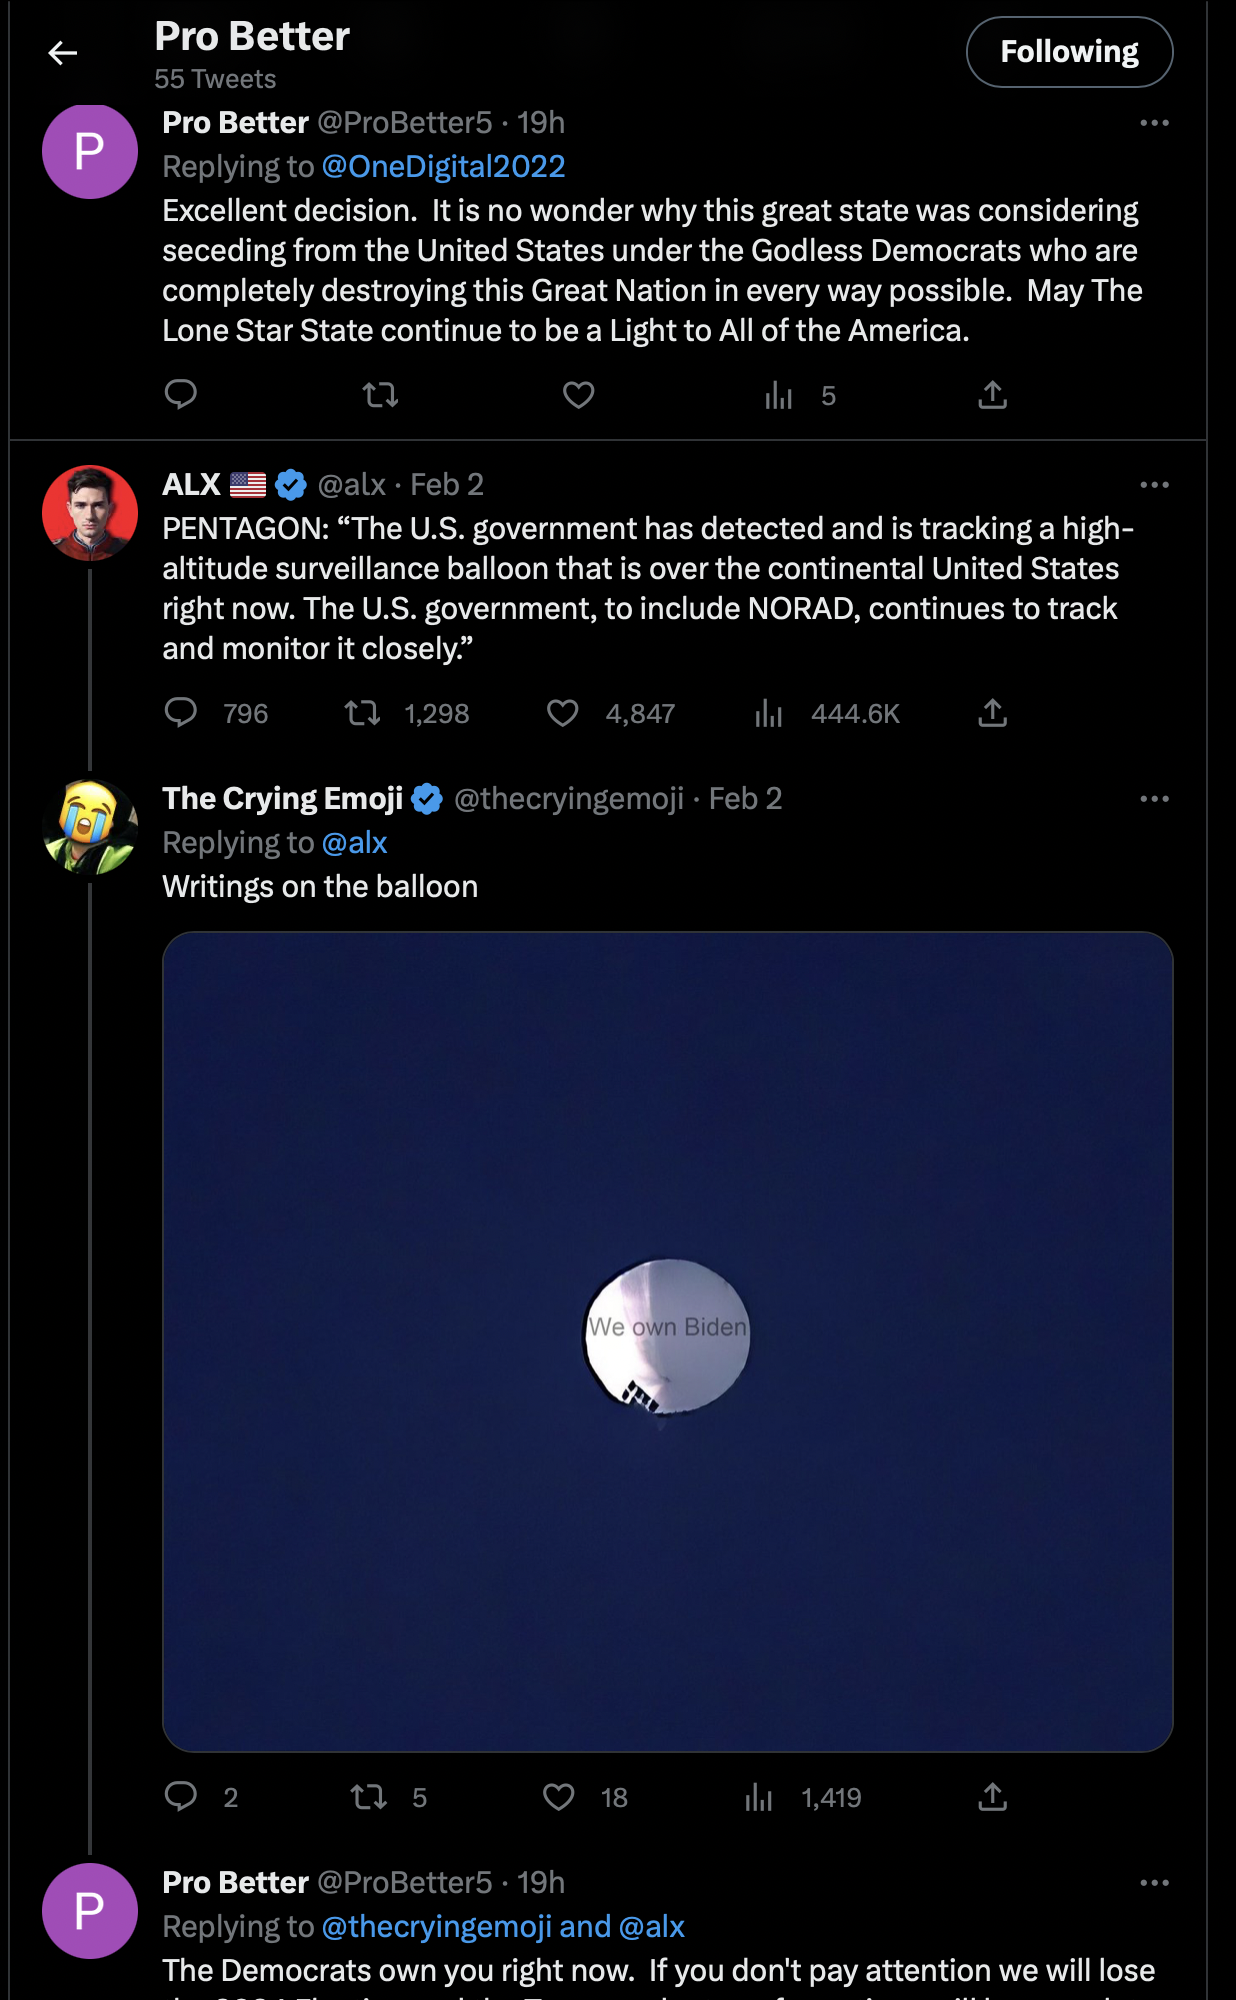 Pro Better
55 Tweets
Following
P
Pro Better @ProBetter5 · 19h
Replying to @OneDigital2022
Excellent decision.  It is no wonder why this great state was considering
seceding from the United States under the Godless Democrats who are
completely destroying this Great Nation in every way possible.  May The
Lone Star State continue to be a Light to All of the America.
5
ALX @alx · Feb 2
PENTAGON: “The U.S. government has detected and is tracking a high-
altitude surveillance balloon that is over the continental United States
right now. The U.S. government, to include NORAD, continues to track
and monitor it closely.”
796 1,298 4,847 444.6K
The Crying Emoji @thecryingemoji · Feb 2
Replying to @alx
Writings on the balloon
We own Biden
2 5 18 1,419
P
Pro Better @ProBetter5 · 19h
Replying to @thecryingemoji and @alx
The Democrats own you right now.  If you don't pay attention we will lose